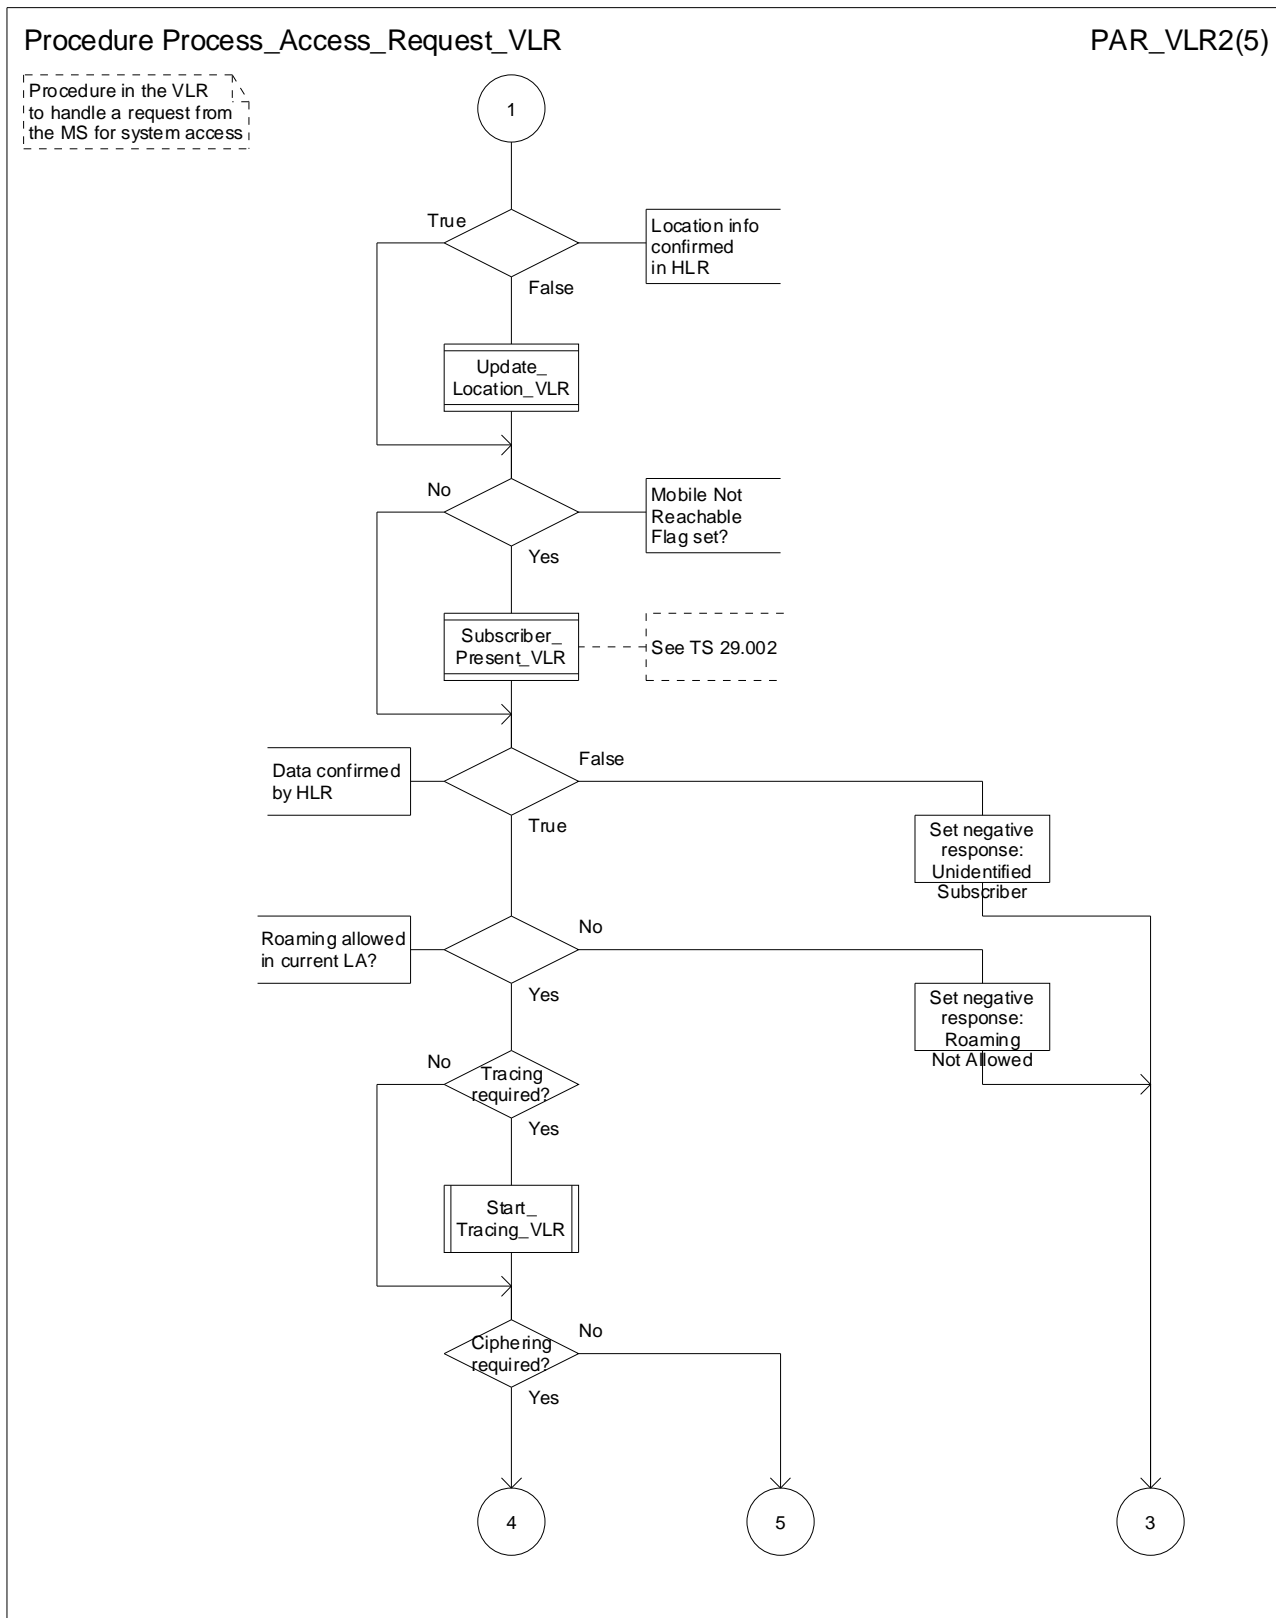 Procedure Process_Access_Request_VLR
PAR_VLR2(5)
Procedure in the VLR
to handle a request from
the MS for system access
1
True
Location info
confirmed
in HLR
False
Update_
Location_VLR
No
Mobile Not
Reachable
Flag set?
Yes
Subscriber_
Present_VLR
See TS 29.002
Data confirmed
by HLR
False
True
Set negative
response:
Unidentified
Subscriber
Roaming allowed
in current LA?
No
Yes
Set negative
response:
Roaming
Not Allowed
No
Tracing
required?
Yes
Start_
Tracing_VLR
Ciphering
required?
No
Yes
4
5
3